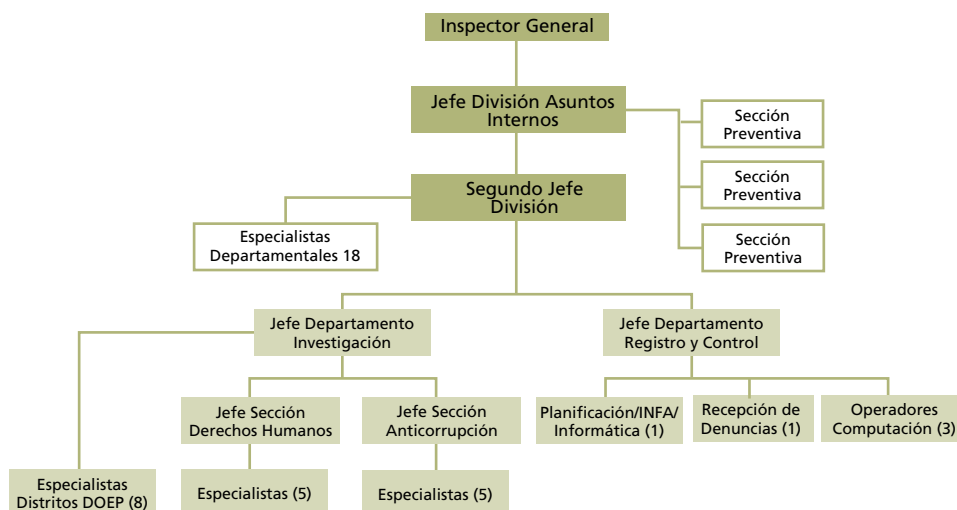 Inspector General
Jefe División Asuntos
Internos
Sección
Preventiva
Sección
Preventiva
Sección
Preventiva
Segundo Jefe
División
Especialistas
Departamentales 18
Jefe Departamento
Investigación
Jefe Departamento
Registro y Control
Jefe Sección
Derechos Humanos
Jefe Sección
Anticorrupción
Planificación/INFA/
Informática (1)
Recepción de
Denuncias (1)
Operadores
Computación (3)
Especialistas
Distritos DOEP (8)
Especialistas (5)
Especialistas (5)